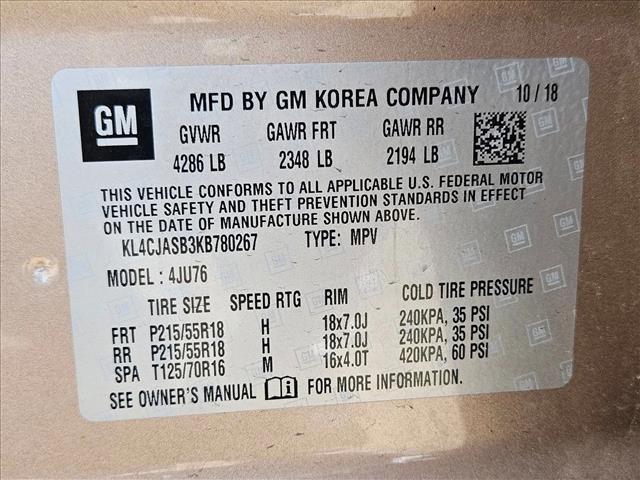 GM MFD BY GM KOREA COMPANY 10 / 18
GVWR GAWR FRT GAWR RR
4286 LB 2348 LB 2194 LB
THIS VEHICLE CONFORMS TO ALL APPLICABLE U.S. FEDERAL MOTOR
VEHICLE SAFETY AND THEFT PREVENTION STANDARDS IN EFFECT
ON THE DATE OF MANUFACTURE SHOWN ABOVE.
KL4CJASB3KB780267 TYPE: MPV
MODEL : 4JU76
TIRE SIZE SPEED RTG RIM COLD TIRE PRESSURE
FRT P215/55R18 H 18x7.0J 240KPA, 35 PSI
RR P215/55R18 H 18x7.0J 240KPA, 35 PSI
SPA T125/70R16 M 16x4.0T 420KPA, 60 PSI
SEE OWNER'S MANUAL FOR MORE INFORMATION.